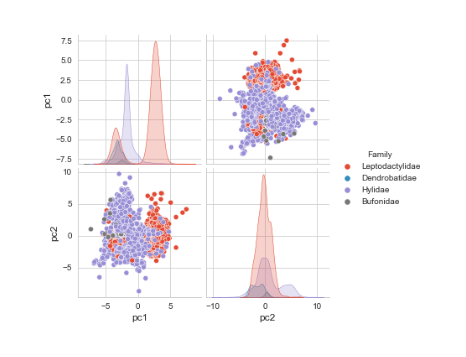 7.5
5.0
2.5
0.0
−2.5
−5.0
−7.5
pc1
Family
Leptodactylidae
Dendrobatidae
Hylidae
Bufonidae
10
5
0
−5
pc2
−5 0 5
−10 0 10
pc1 pc2